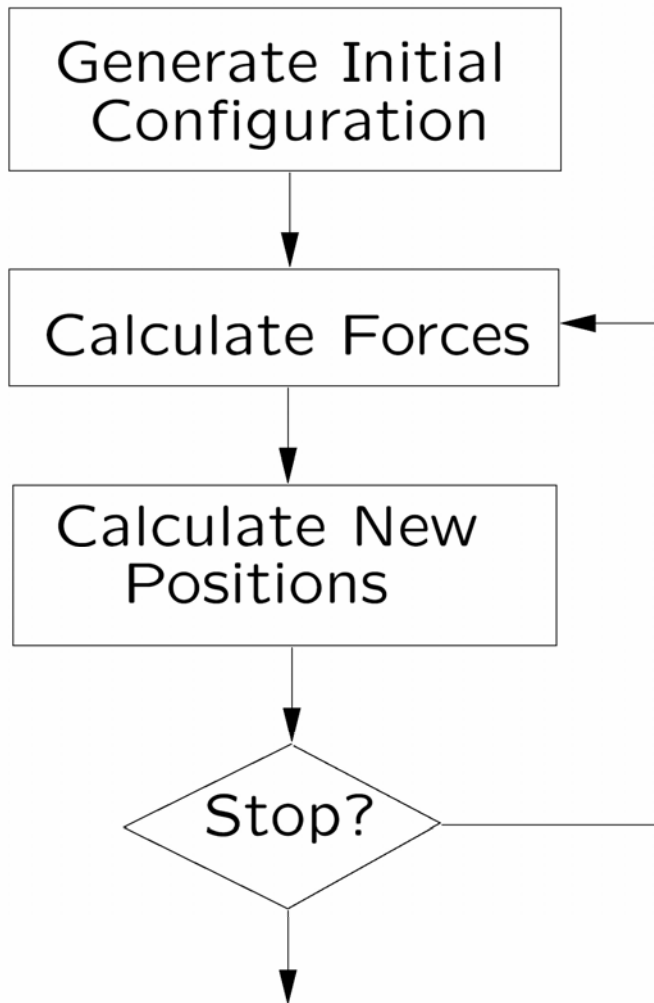 Generate Initial
Configuration
Calculate Forces
Calculate New
Positions
Stop?